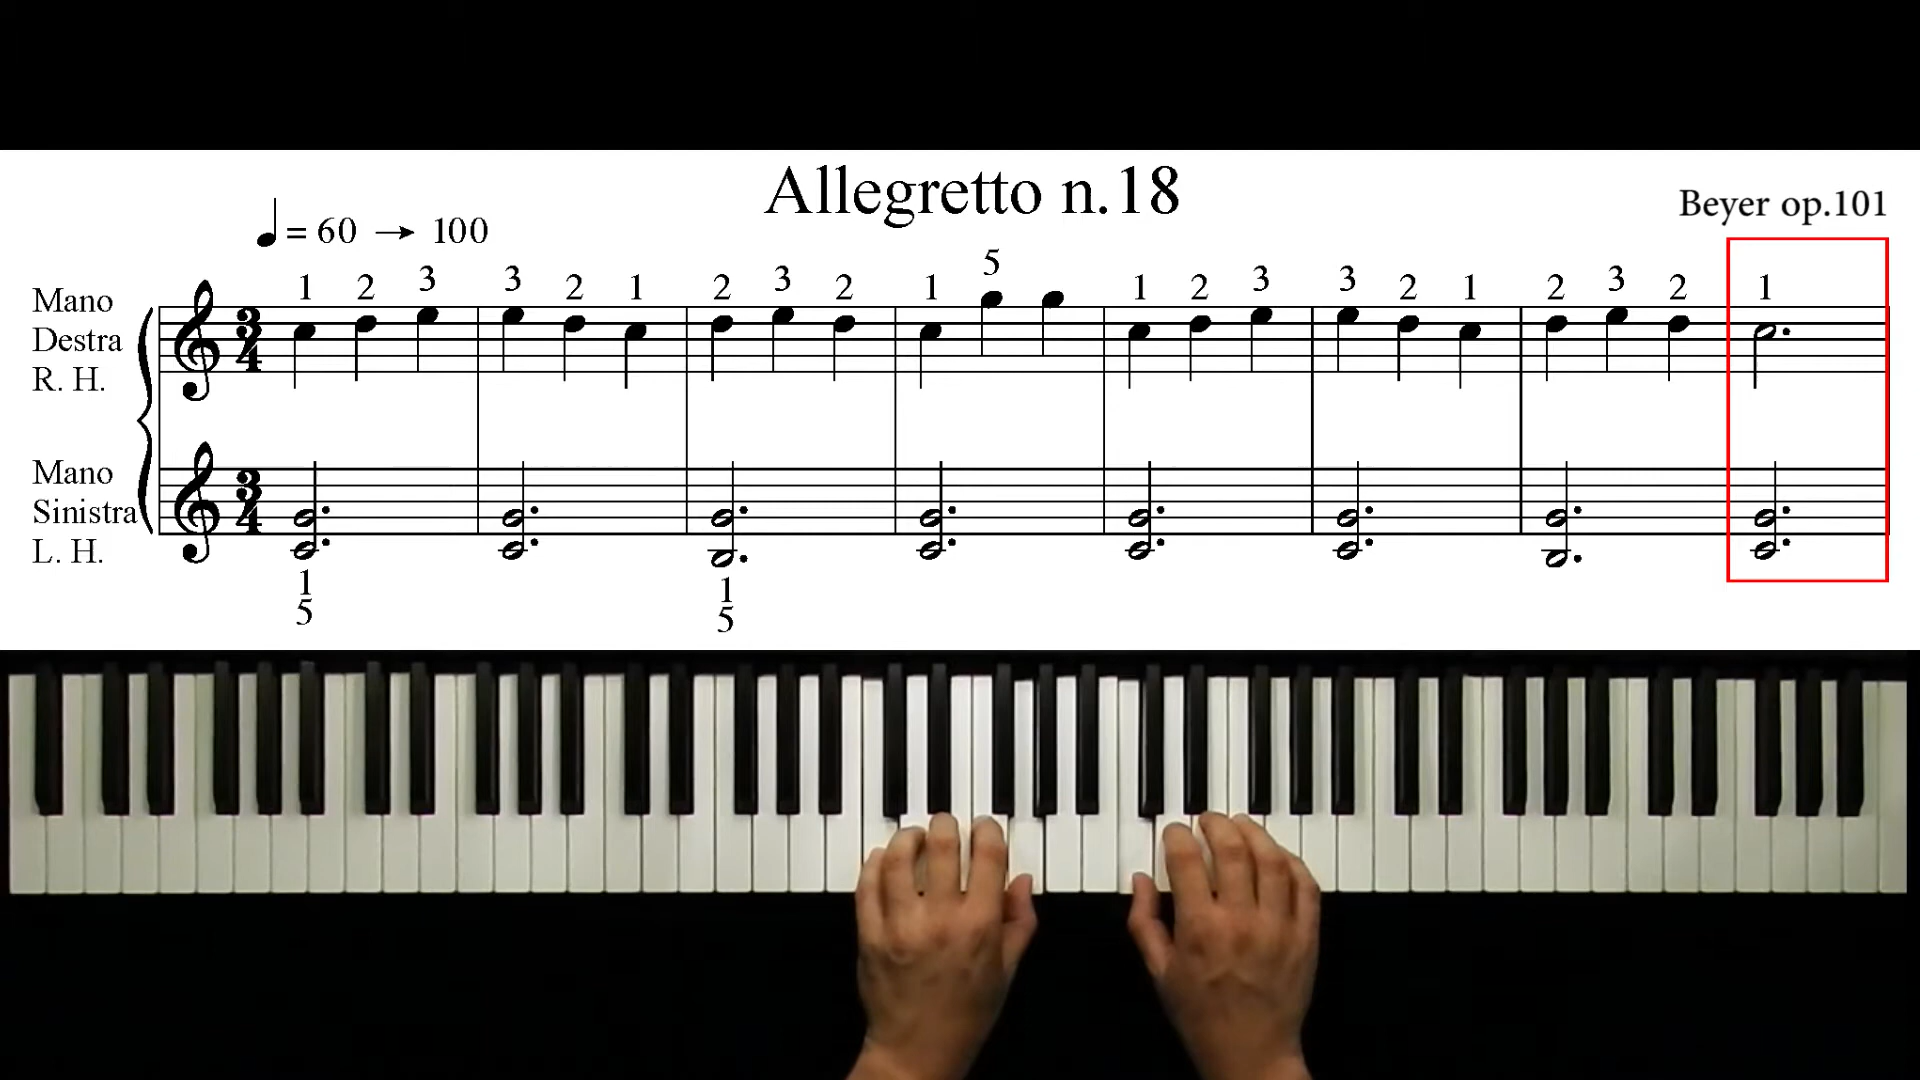 Allegretto n.18
Beyer op.101
= 60 → 100
5
1 2 3 3 2 1 2 3 2 1 1 2 3 3 2 1 2 3 2 1
Mano
Destra
R. H.
3
4
Mano
Sinistra
L. H.
3
4
1 1
5 5